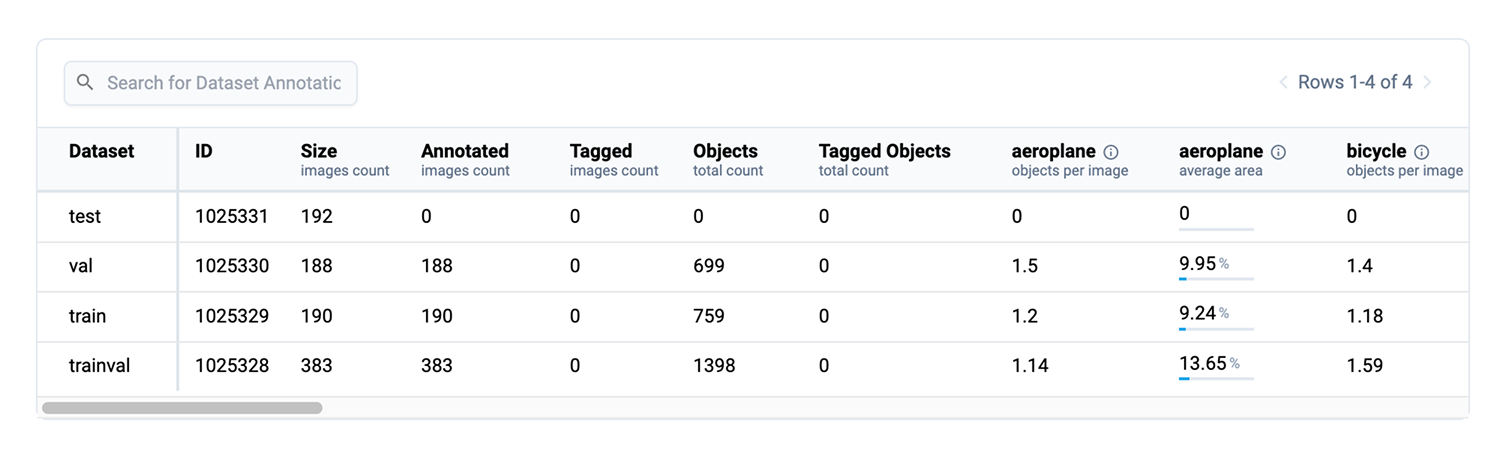 Search for Dataset Annotatic
Rows 1-4 of 4
Dataset ID Size Annotated Tagged Objects Tagged Objects aeroplane aeroplane bicycle
images count images count images count total count total count objects per image average area objects per image
test 1025331 192 0 0 0 0 0 0 0
val 1025330 188 188 0 699 0 1.5 9.95 % 1.4
train 1025329 190 190 0 759 0 1.2 9.24 % 1.18
trainval 1025328 383 383 0 1398 0 1.14 13.65 % 1.59